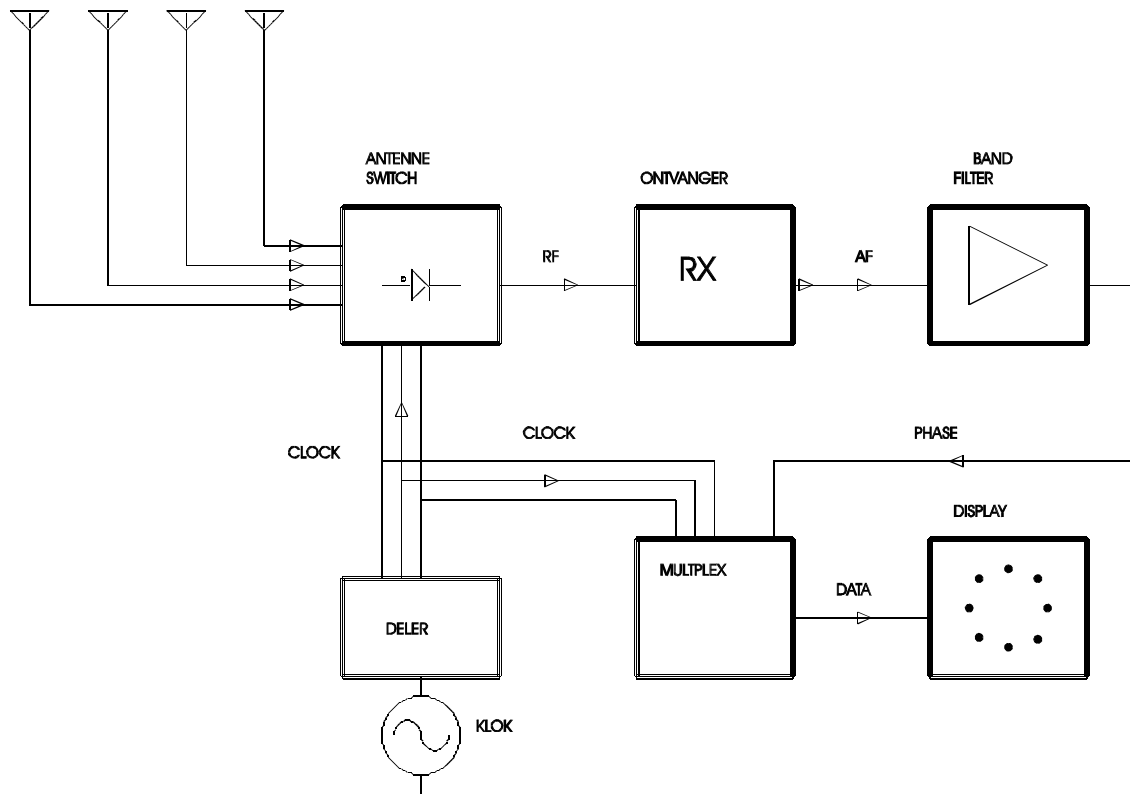 ANTENNE
SWITCH
ONTVANGER
BAND
FILTER
RF
RX
AF
CLOCK
CLOCK
PHASE
DISPLAY
MULTPLEX
DATA
DELER
KLOK